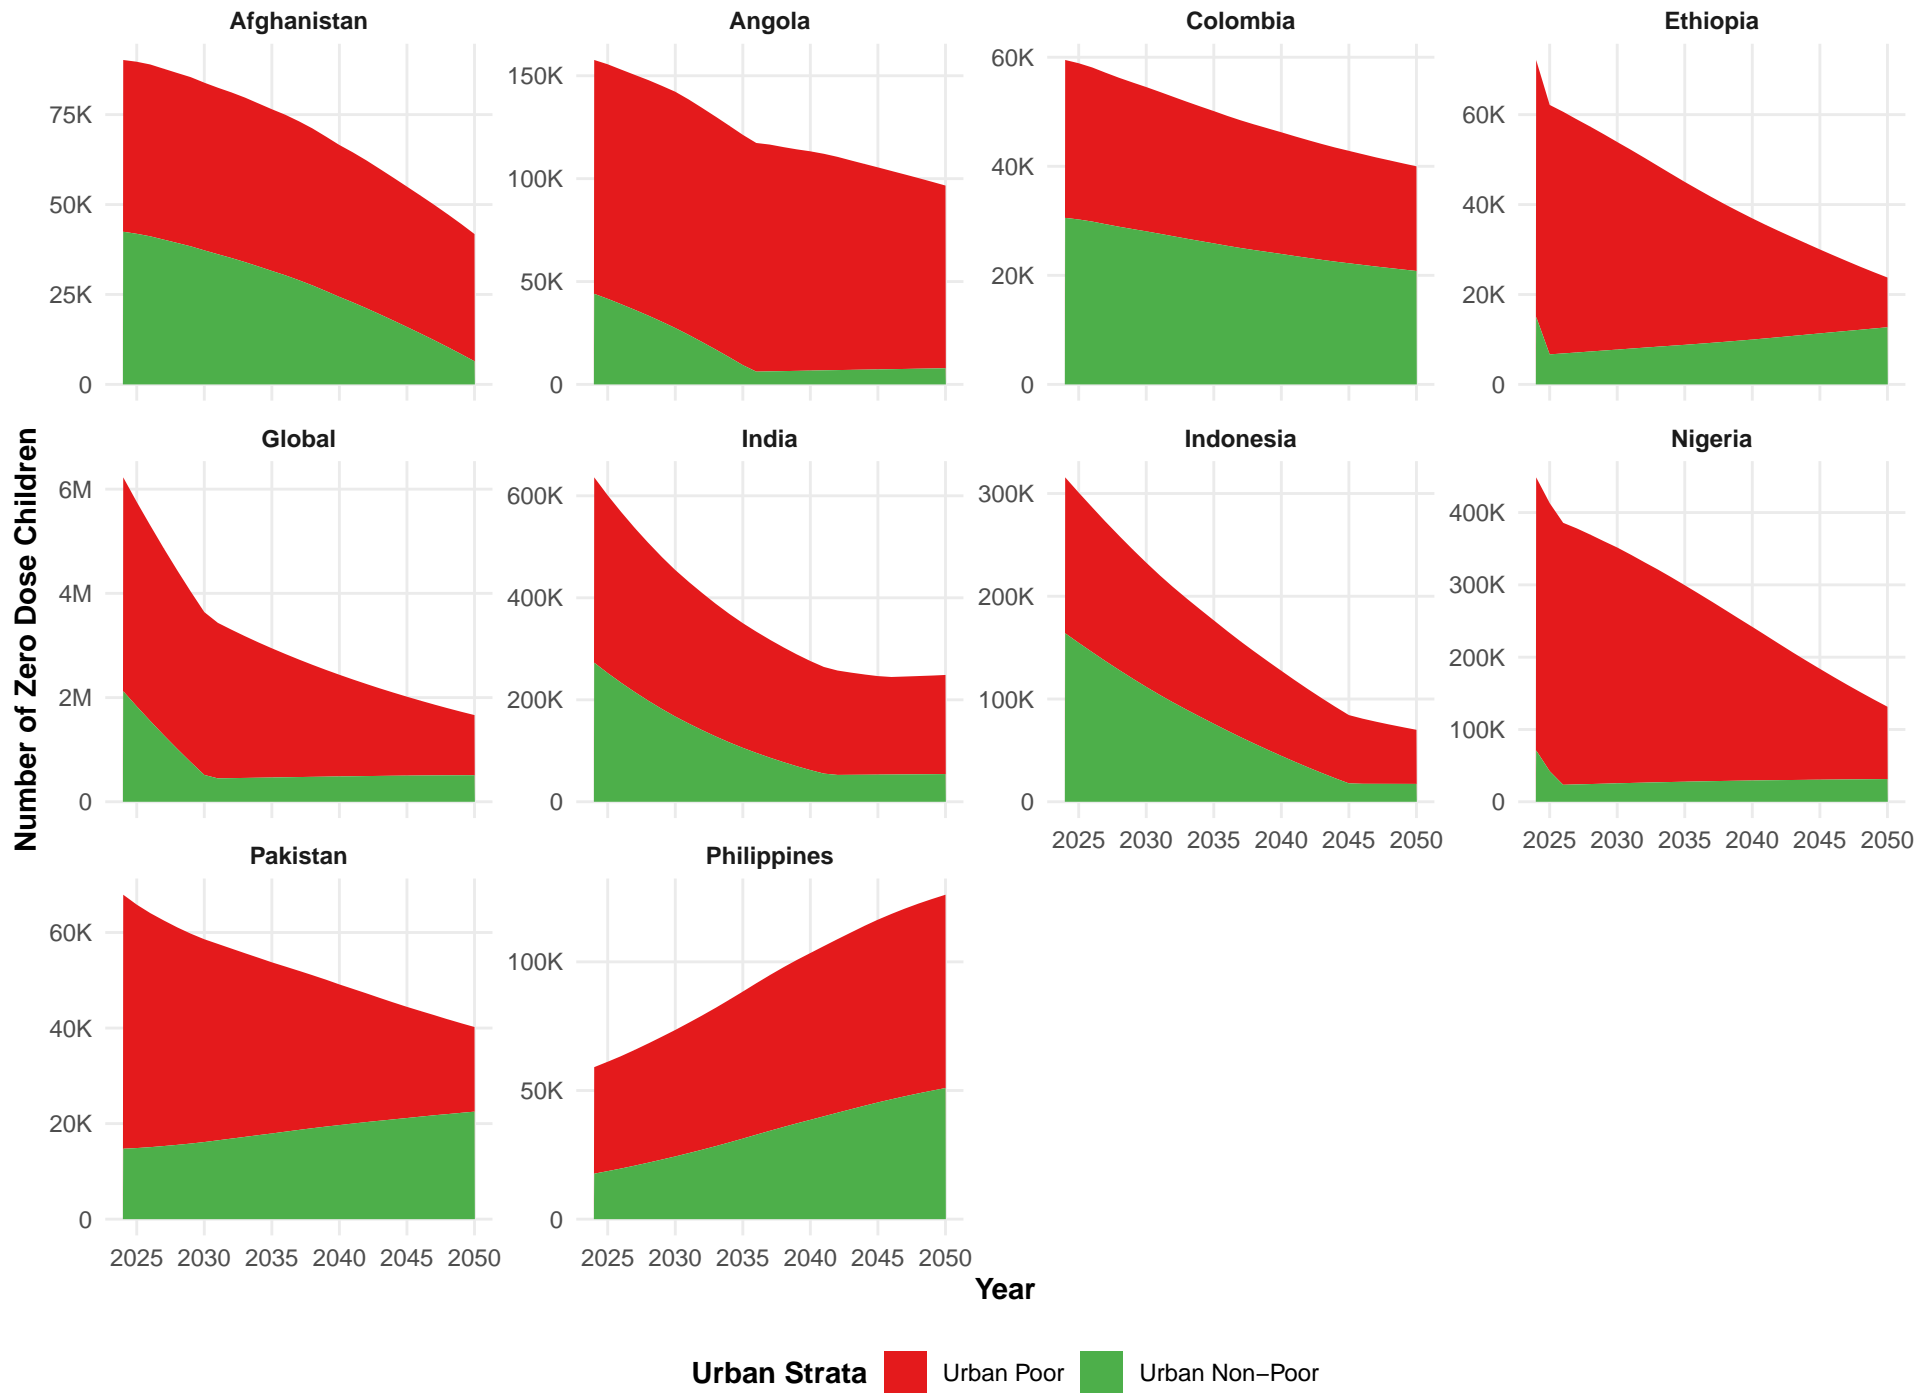 Afghanistan
Angola
Colombia
Ethiopia
75K
50K
25K
0
150K
100K
50K
0
60K
40K
20K
0
60K
40K
20K
0
Number of Zero Dose Children
Global
India
Indonesia
Nigeria
6M
4M
2M
0
600K
400K
200K
0
300K
200K
100K
0
400K
300K
200K
100K
0
2025 2030 2035 2040 2045 2050
2025 2030 2035 2040 2045 2050
Pakistan
Philippines
60K
40K
20K
0
100K
50K
0
2025 2030 2035 2040 2045 2050
2025 2030 2035 2040 2045 2050
Year
Urban Strata Urban Poor Urban Non−Poor